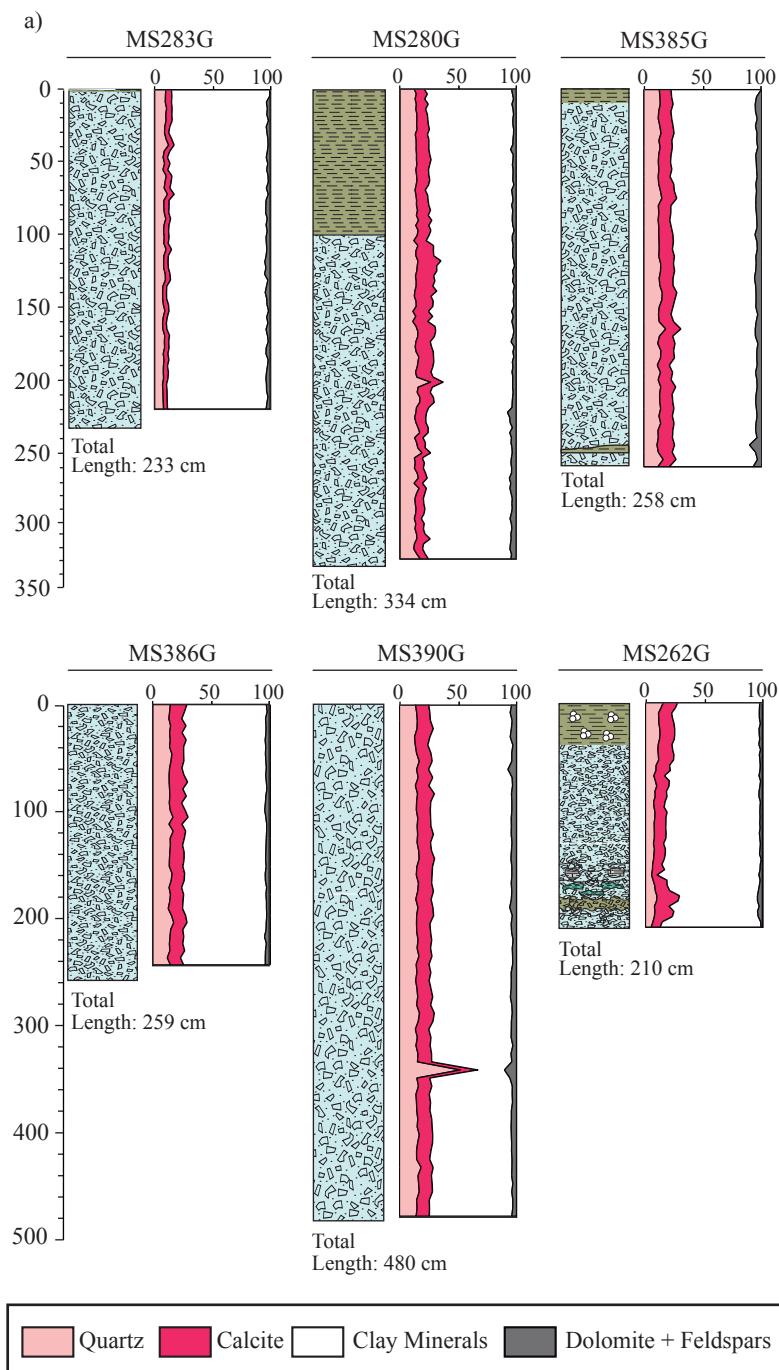 a)
MS283G
MS280G
MS385G
0 50 100
0 50 100
0 50 100
0
50
100
150
200
250
300
350
Total
Length: 233 cm
Total
Length: 334 cm
Total
Length: 258 cm
MS386G
MS390G
MS262G
0 50 100
0 50 100
0 50 100
0
100
200
300
400
500
Total
Length: 259 cm
Total
Length: 480 cm
Total
Length: 210 cm
Quartz Calcite Clay Minerals Dolomite + Feldspars